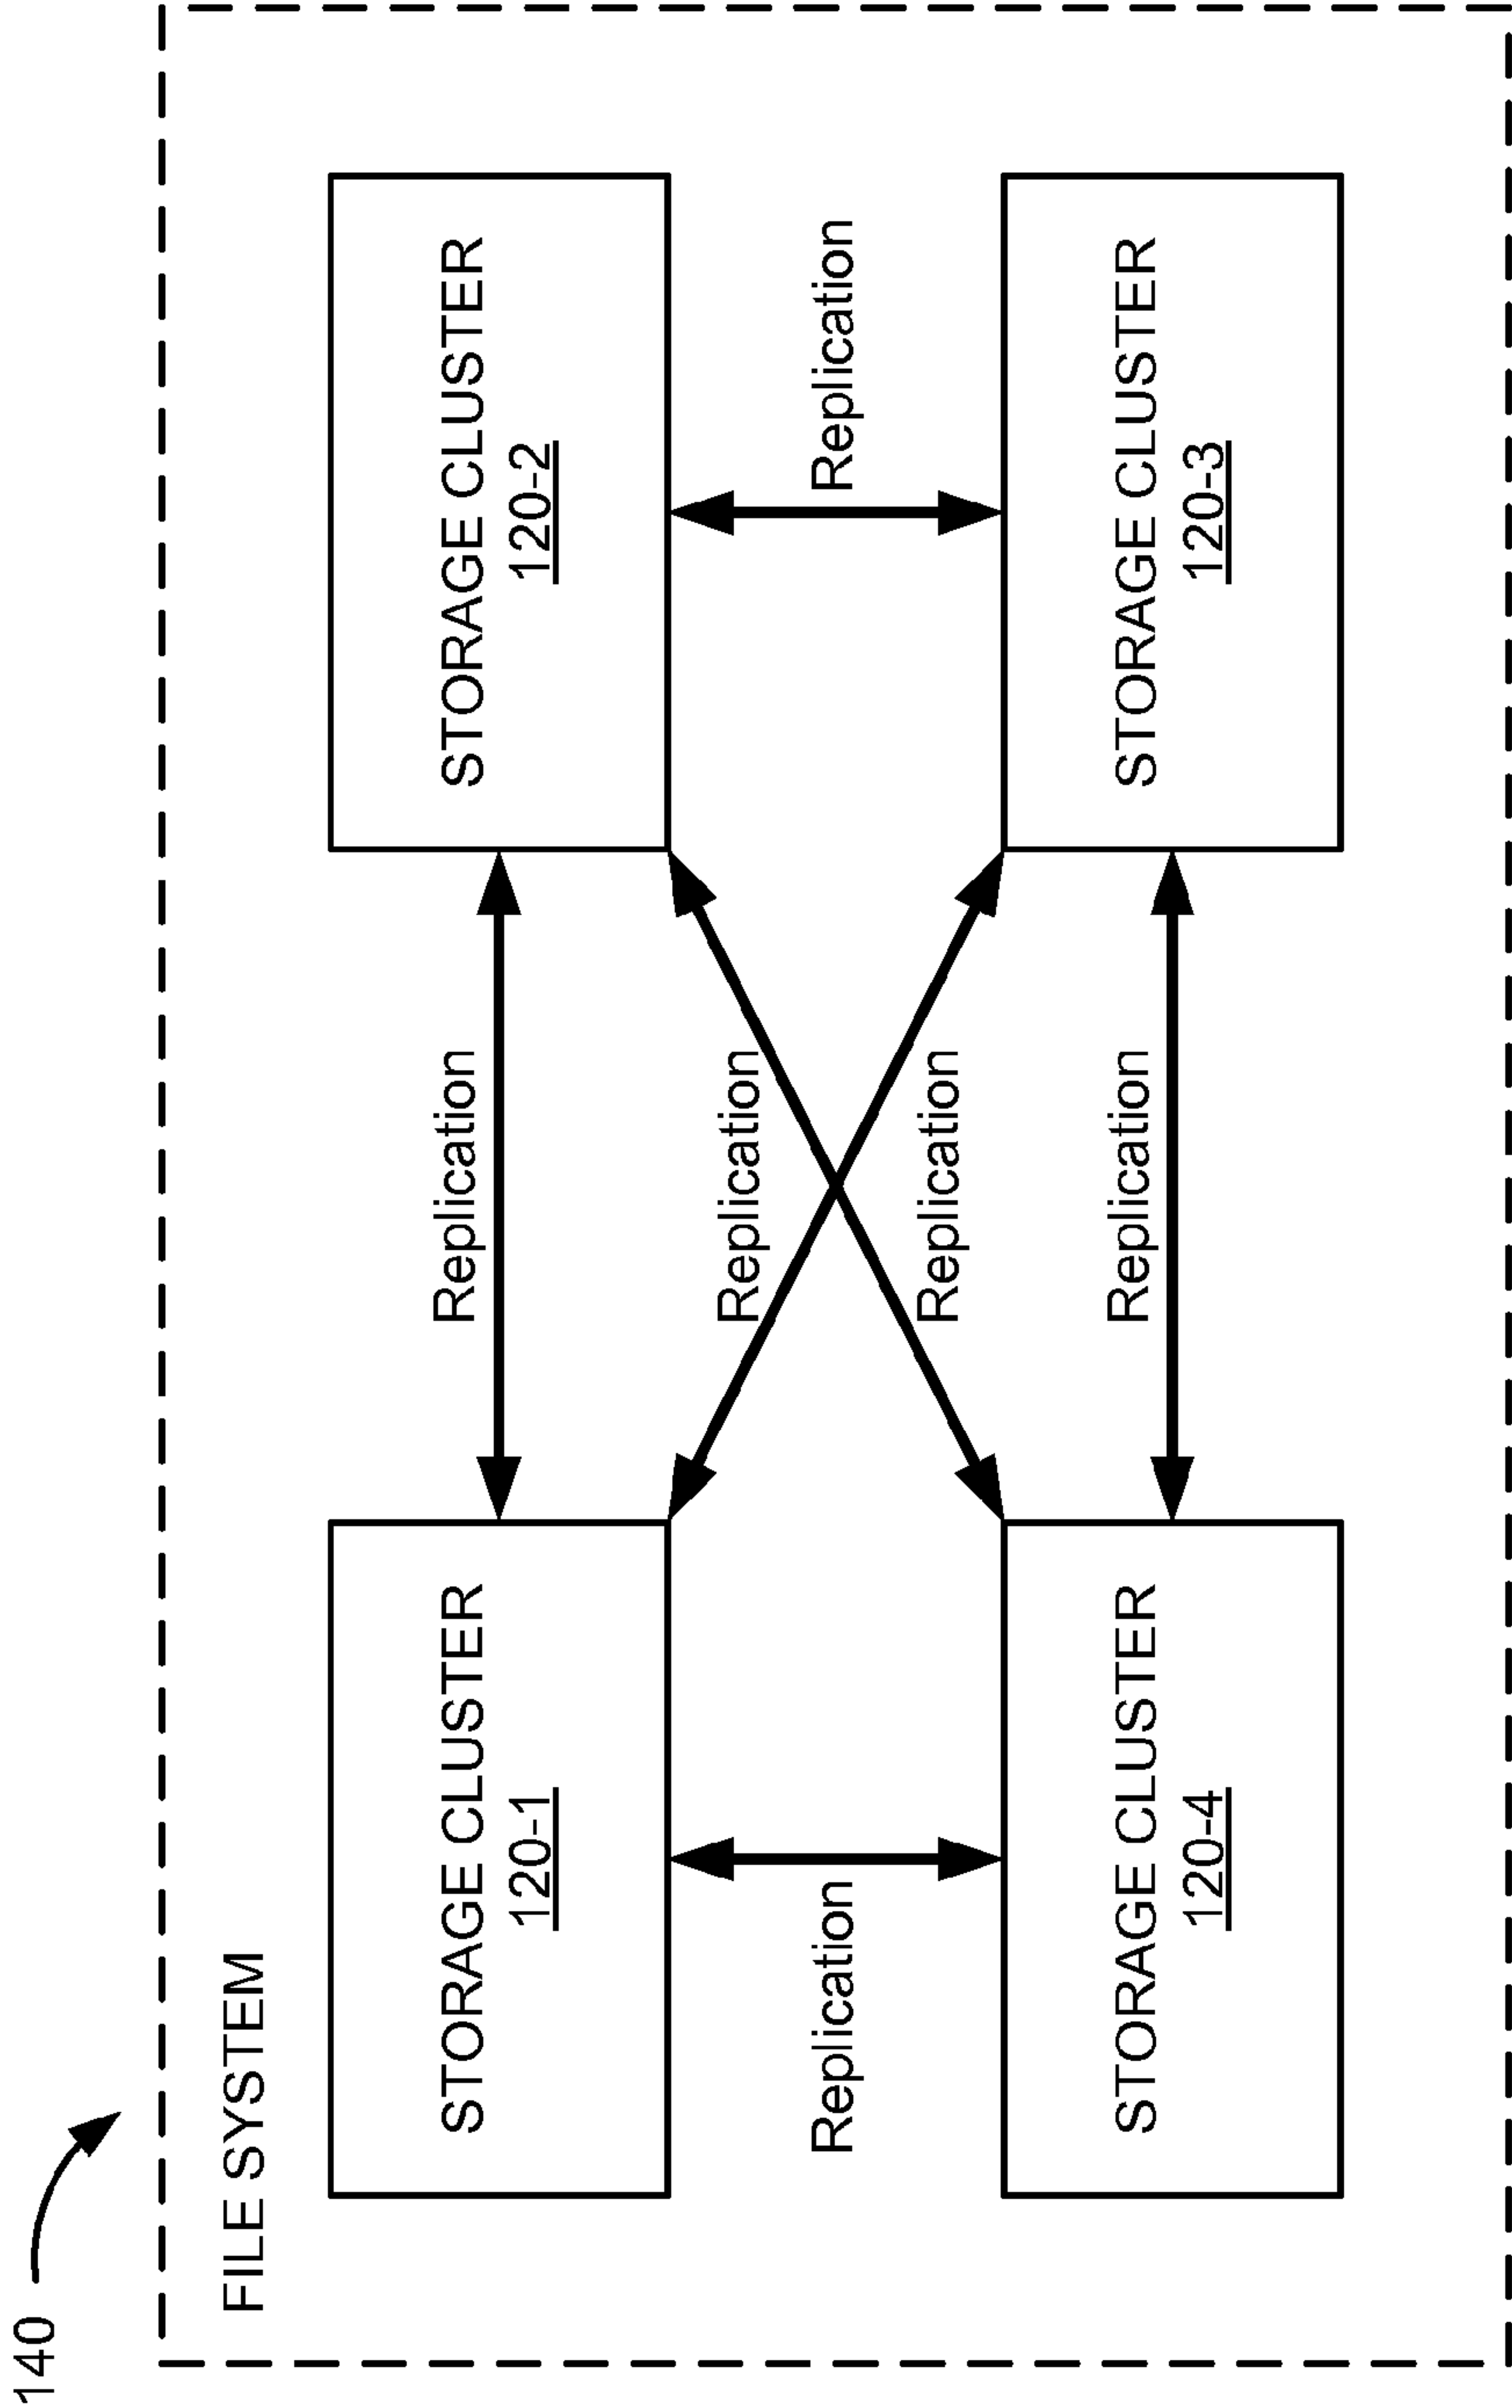 140
FILE SYSTEM
STORAGE CLUSTER
120-1
Replication
STORAGE CLUSTER
120-2
Replication
Replication
Replication
Replication
Replication
STORAGE CLUSTER
120-4
STORAGE CLUSTER
120-3